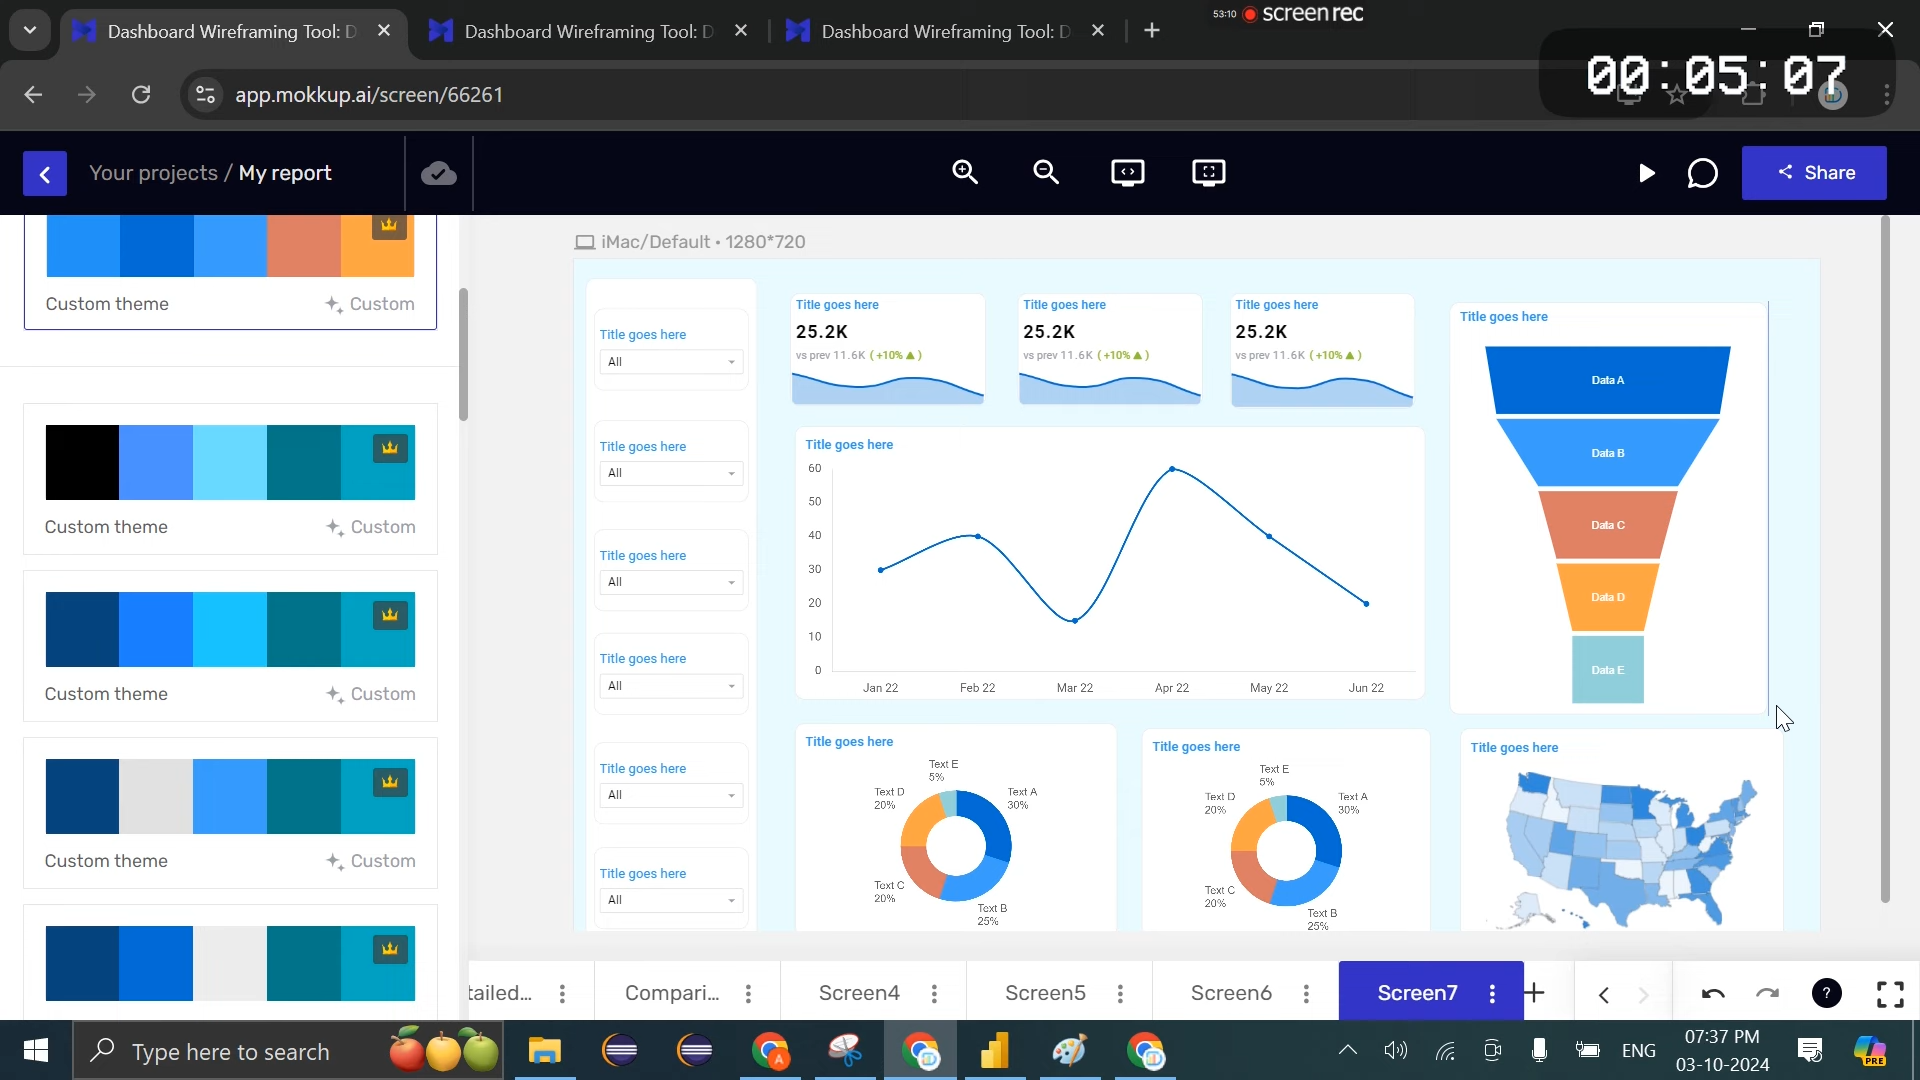 53:10 screenrec
Dashboard Wireframing Tool: D
Dashboard Wireframing Tool: D
Dashboard Wireframing Tool: D
00:05:07
app.mokkup.ai/screen/66261
Your projects / My report
Share
Custom theme Custom
Custom theme Custom
Custom theme Custom
Custom theme Custom
iMac/Default • 1280*720
Title goes here
All
Title goes here
All
Title goes here
All
Title goes here
All
Title goes here
All
Title goes here
All
Title goes here
25.2K
vs prev 11.6K ( +10% ▲ )
Title goes here
25.2K
vs prev 11.6K ( +10% ▲ )
Title goes here
25.2K
vs prev 11.6K ( +10% ▲ )
Title goes here
60
50
40
30
20
10
0
Jan 22 Feb 22 Mar 22 Apr 22 May 22 Jun 22
Title goes here
Data A
Data B
Data C
Data D
Data E
Title goes here
Text E
5%
Text D
20%
Text A
30%
Text C
20%
Text B
25%
Title goes here
Text E
5%
Text D
20%
Text A
30%
Text C
20%
Text B
25%
Title goes here
tailed... Compari... Screen4 Screen5 Screen6 Screen7
?
Type here to search
ENG
07:37 PM
03-10-2024
PRE